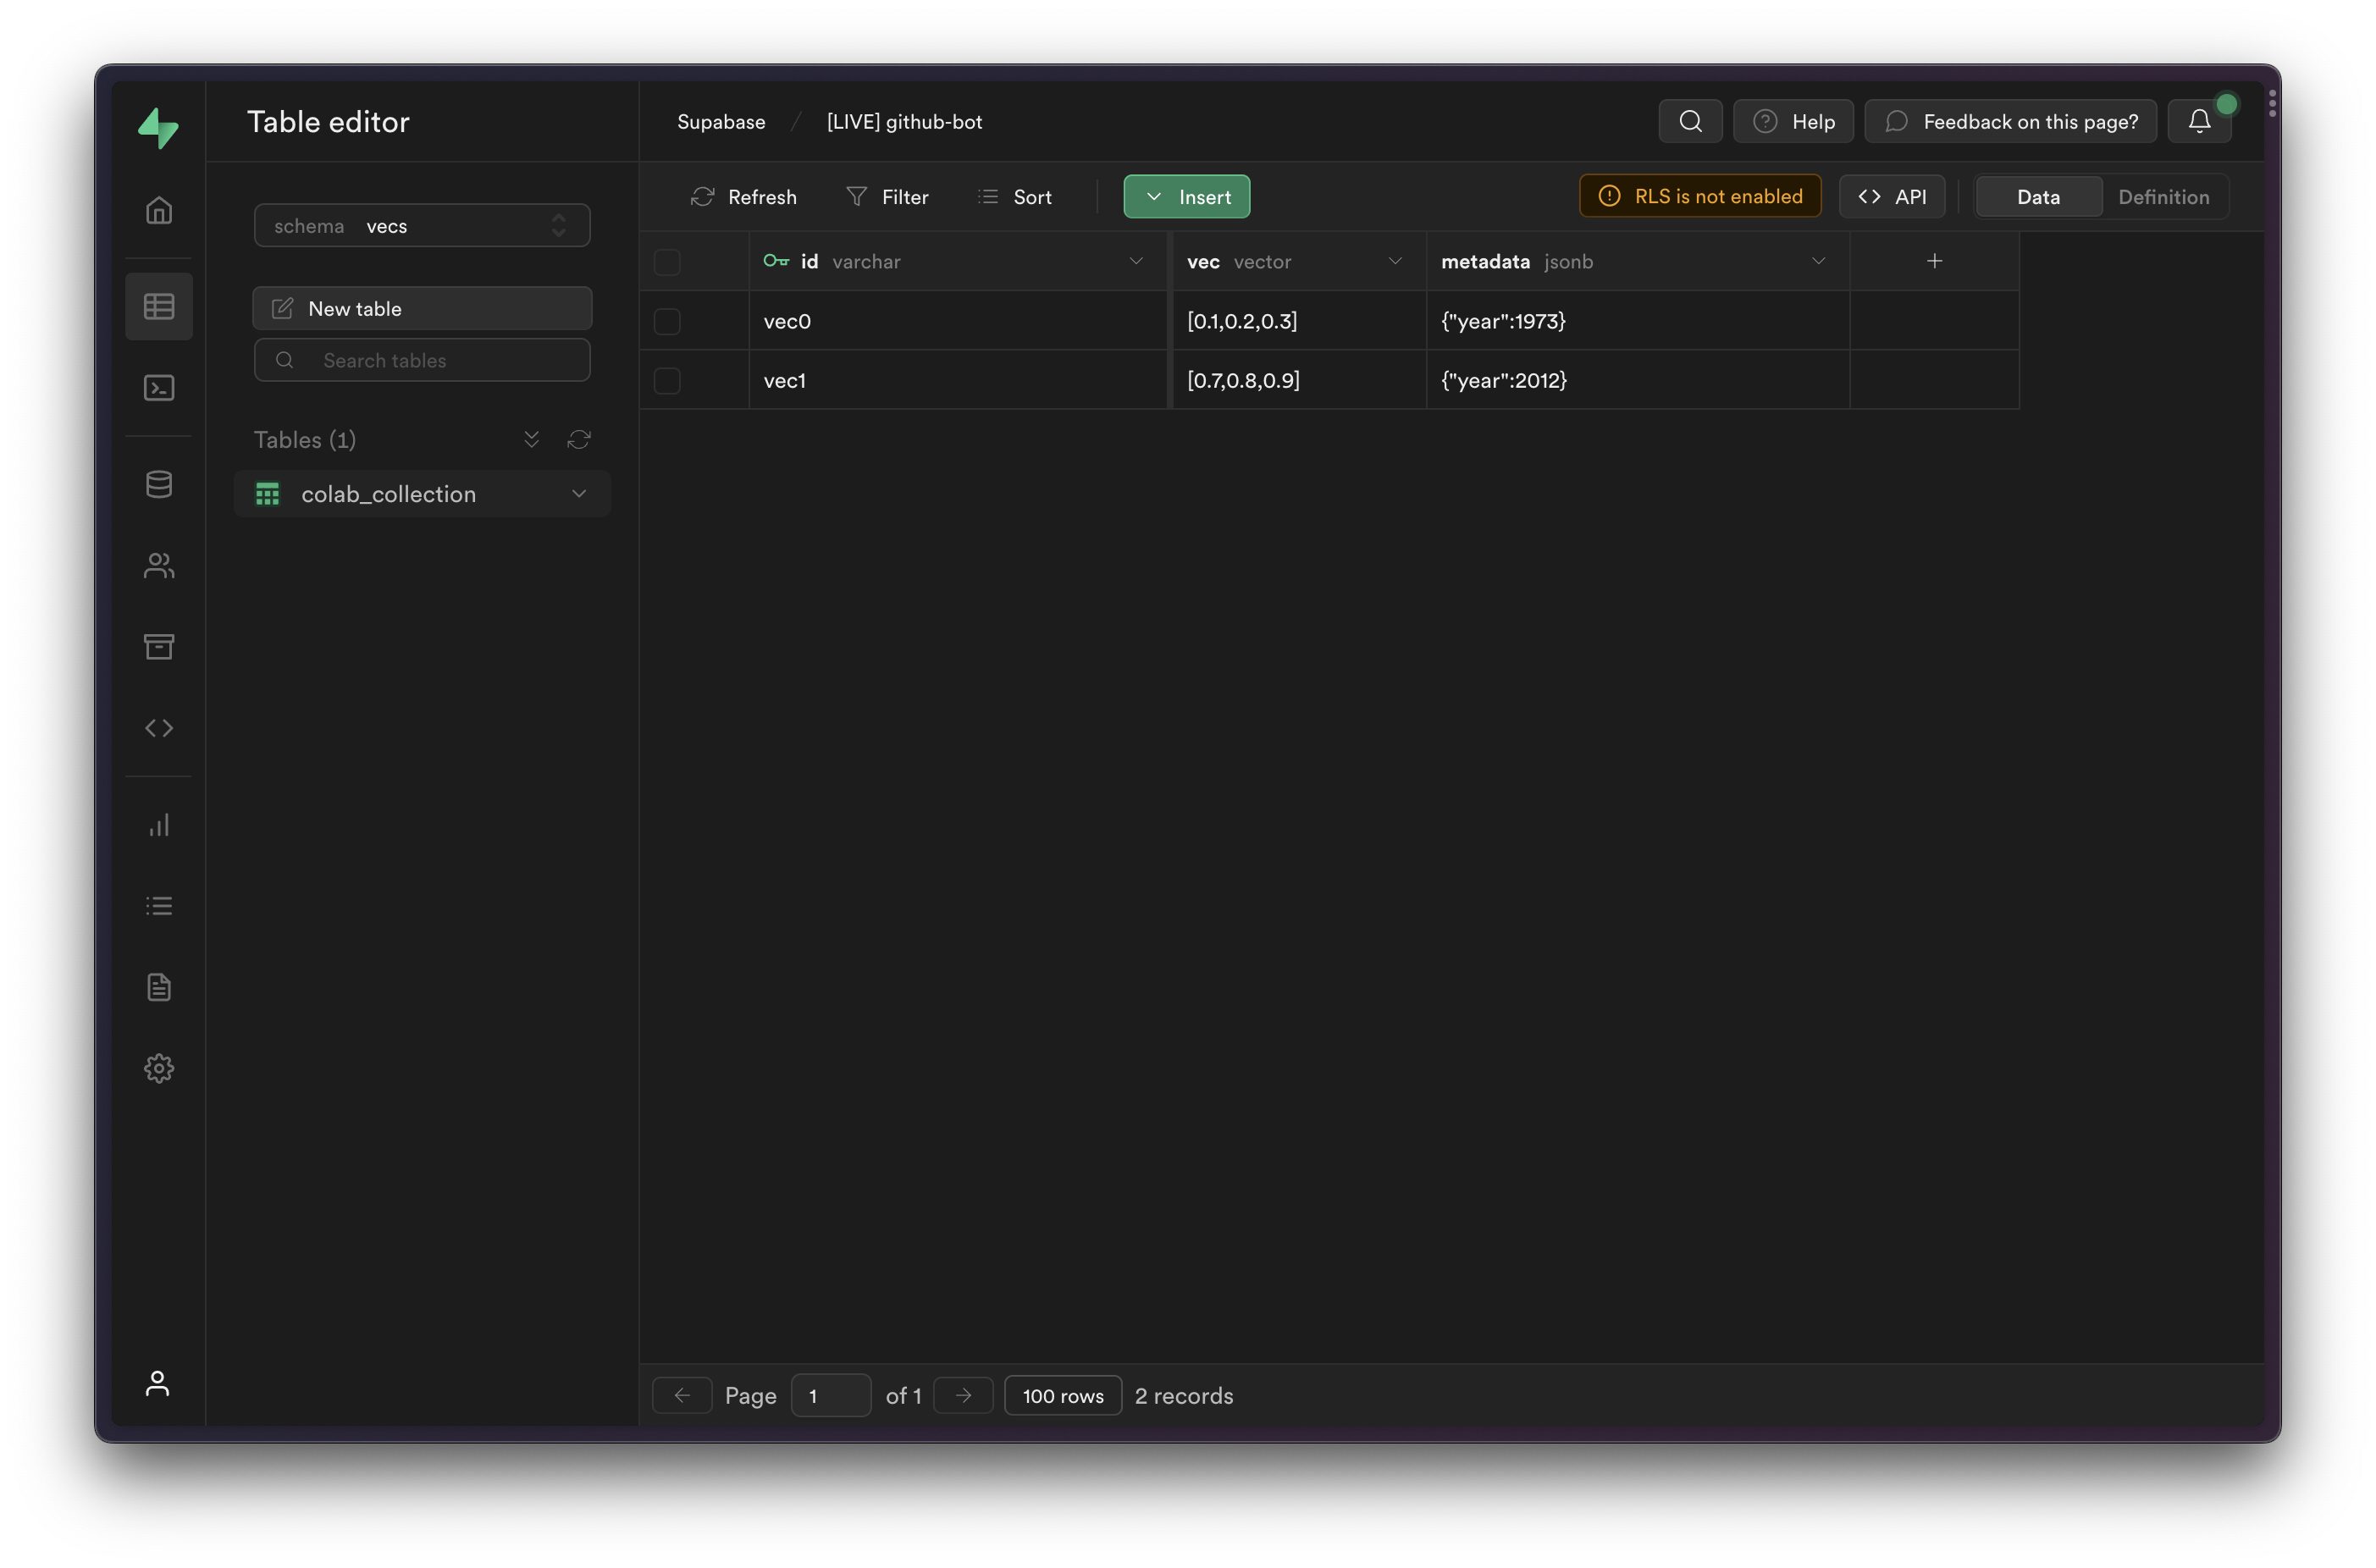 Table editor
Supabase / [LIVE] github-bot
Help
Feedback on this page?
schema vecs
New table
Search tables
Tables (1)
colab_collection
Refresh
Filter
Sort
Insert
RLS is not enabled
<> API
Data
Definition
id varchar
vec vector
metadata jsonb
+
vec0
[0.1,0.2,0.3]
{"year":1973}
vec1
[0.7,0.8,0.9]
{"year":2012}
Page 1 of 1
100 rows
2 records